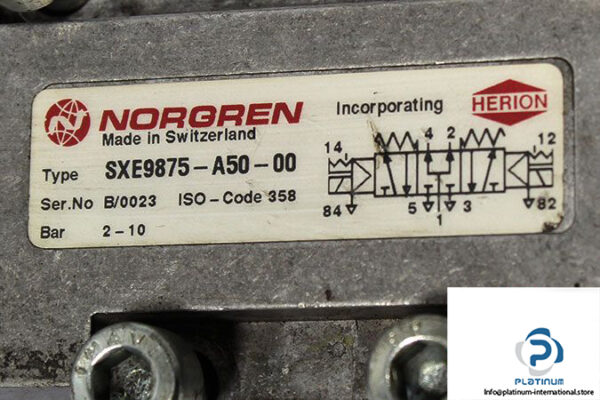 NORGREN
Made in Switzerland
Incorporating HERION
Type SXE9875-A50-00
Ser.No B/0023 ISO-Code 358
Bar 2-10
14 4 2 12
84 5 3 82
1
PLATINUM
https://platinum-international.store